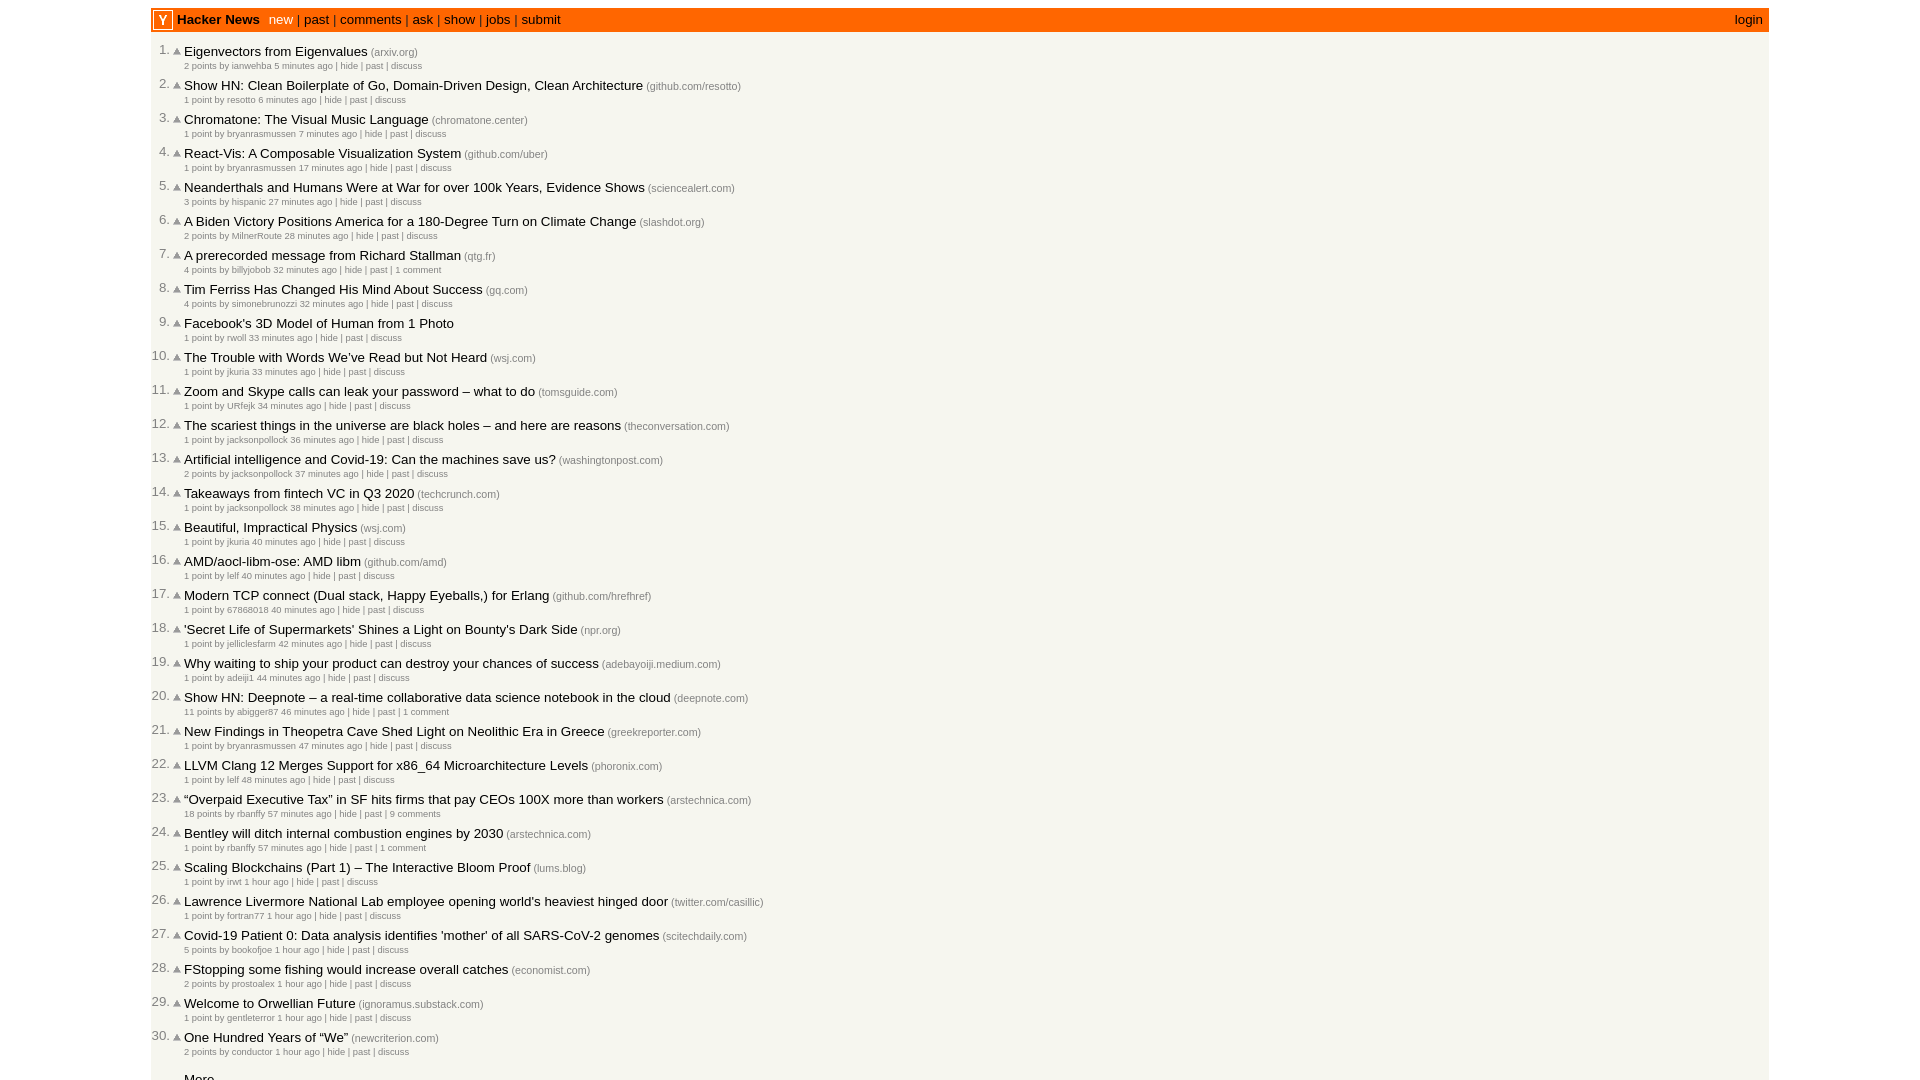 Y Hacker News new | past | comments | ask | show | jobs | submit login
1. Eigenvectors from Eigenvalues (arxiv.org)
2 points by ianwehba 5 minutes ago | hide | past | discuss
2. Show HN: Clean Boilerplate of Go, Domain-Driven Design, Clean Architecture (github.com/resotto)
1 point by resotto 6 minutes ago | hide | past | discuss
3. Chromatone: The Visual Music Language (chromatone.center)
1 point by bryanrasmussen 7 minutes ago | hide | past | discuss
4. React-Vis: A Composable Visualization System (github.com/uber)
1 point by bryanrasmussen 17 minutes ago | hide | past | discuss
5. Neanderthals and Humans Were at War for over 100k Years, Evidence Shows (sciencealert.com)
3 points by hispanic 27 minutes ago | hide | past | discuss
6. A Biden Victory Positions America for a 180-Degree Turn on Climate Change (slashdot.org)
2 points by MilnerRoute 28 minutes ago | hide | past | discuss
7. A prerecorded message from Richard Stallman (qtg.fr)
4 points by billyjobob 32 minutes ago | hide | past | 1 comment
8. Tim Ferriss Has Changed His Mind About Success (gq.com)
4 points by simonebrunozzi 32 minutes ago | hide | past | discuss
9. Facebook's 3D Model of Human from 1 Photo
1 point by rwoll 33 minutes ago | hide | past | discuss
10. The Trouble with Words We’ve Read but Not Heard (wsj.com)
1 point by jkuria 33 minutes ago | hide | past | discuss
11. Zoom and Skype calls can leak your password – what to do (tomsguide.com)
1 point by URfejk 34 minutes ago | hide | past | discuss
12. The scariest things in the universe are black holes – and here are reasons (theconversation.com)
1 point by jacksonpollock 36 minutes ago | hide | past | discuss
13. Artificial intelligence and Covid-19: Can the machines save us? (washingtonpost.com)
2 points by jacksonpollock 37 minutes ago | hide | past | discuss
14. Takeaways from fintech VC in Q3 2020 (techcrunch.com)
1 point by jacksonpollock 38 minutes ago | hide | past | discuss
15. Beautiful, Impractical Physics (wsj.com)
1 point by jkuria 40 minutes ago | hide | past | discuss
16. AMD/aocl-libm-ose: AMD libm (github.com/amd)
1 point by lelf 40 minutes ago | hide | past | discuss
17. Modern TCP connect (Dual stack, Happy Eyeballs,) for Erlang (github.com/hrefhref)
1 point by 67868018 40 minutes ago | hide | past | discuss
18. 'Secret Life of Supermarkets' Shines a Light on Bounty's Dark Side (npr.org)
1 point by jelliclesfarm 42 minutes ago | hide | past | discuss
19. Why waiting to ship your product can destroy your chances of success (adebayoiji.medium.com)
1 point by adeiji1 44 minutes ago | hide | past | discuss
20. Show HN: Deepnote – a real-time collaborative data science notebook in the cloud (deepnote.com)
11 points by abigger87 46 minutes ago | hide | past | 1 comment
21. New Findings in Theopetra Cave Shed Light on Neolithic Era in Greece (greekreporter.com)
1 point by bryanrasmussen 47 minutes ago | hide | past | discuss
22. LLVM Clang 12 Merges Support for x86_64 Microarchitecture Levels (phoronix.com)
1 point by lelf 48 minutes ago | hide | past | discuss
23. “Overpaid Executive Tax” in SF hits firms that pay CEOs 100X more than workers (arstechnica.com)
18 points by rbanffy 57 minutes ago | hide | past | 9 comments
24. Bentley will ditch internal combustion engines by 2030 (arstechnica.com)
1 point by rbanffy 57 minutes ago | hide | past | 1 comment
25. Scaling Blockchains (Part 1) – The Interactive Bloom Proof (lums.blog)
1 point by irwt 1 hour ago | hide | past | discuss
26. Lawrence Livermore National Lab employee opening world's heaviest hinged door (twitter.com/casillic)
1 point by fortran77 1 hour ago | hide | past | discuss
27. Covid-19 Patient 0: Data analysis identifies 'mother' of all SARS-CoV-2 genomes (scitechdaily.com)
5 points by bookofjoe 1 hour ago | hide | past | discuss
28. FStopping some fishing would increase overall catches (economist.com)
2 points by prostoalex 1 hour ago | hide | past | discuss
29. Welcome to Orwellian Future (ignoramus.substack.com)
1 point by gentleterror 1 hour ago | hide | past | discuss
30. One Hundred Years of “We” (newcriterion.com)
2 points by conductor 1 hour ago | hide | past | discuss
More